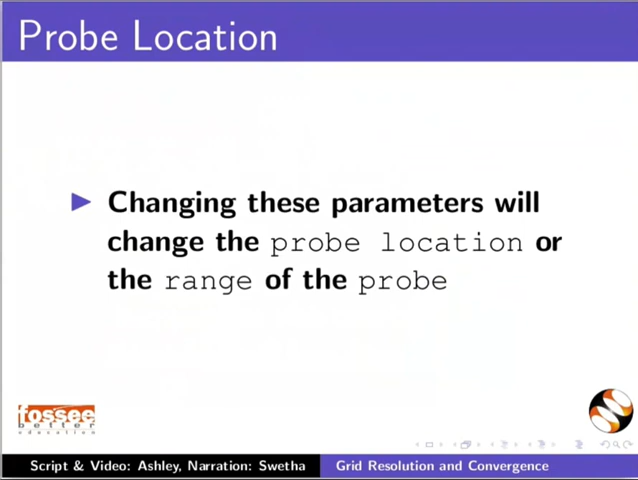 Probe Location
Changing these parameters will
change the probe location or
the range of the probe
fossee
better
education
Script & Video: Ashley, Narration: Swetha
Grid Resolution and Convergence